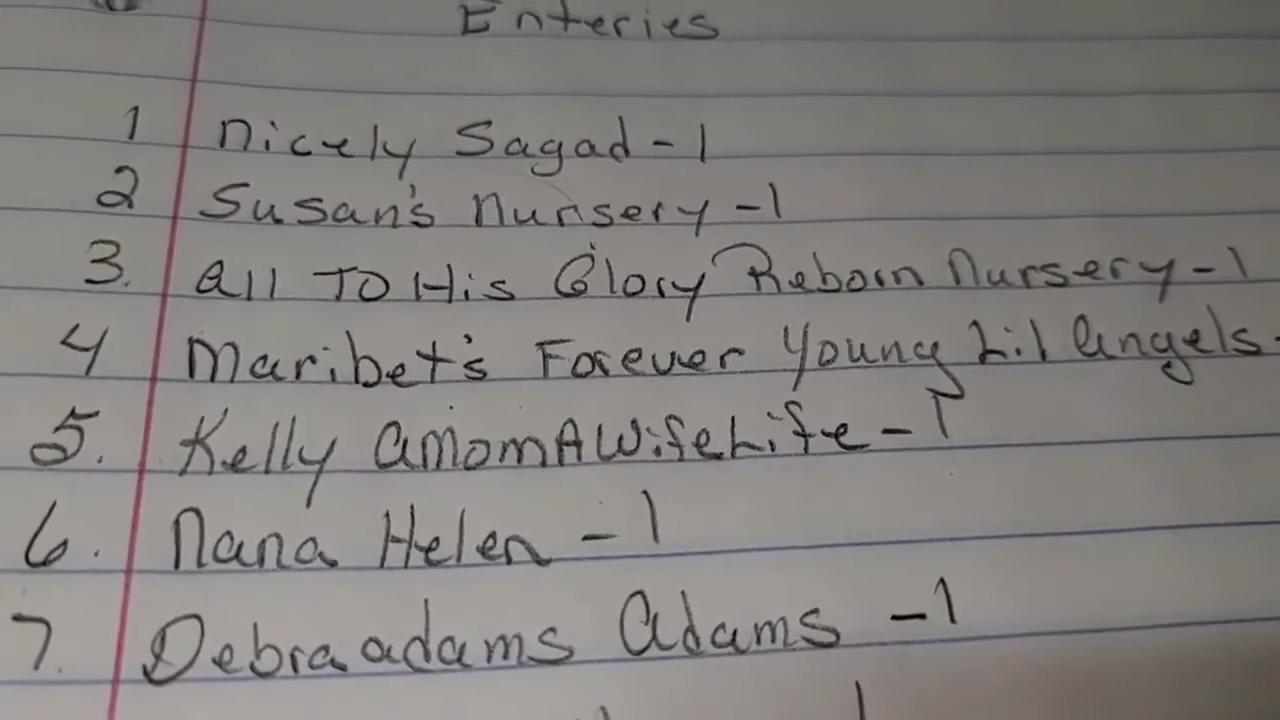 Enteries
1 Nicely Sagad - 1
2 Susan's Nursery - 1
3. All To His Glory Reborn Nursery - 1
4 Maribet's Forever Young Lil Angels -
5. Kelly AMomAWifeLife - 1
6. Nana Helen - 1
7. Debraadams Adams - 1